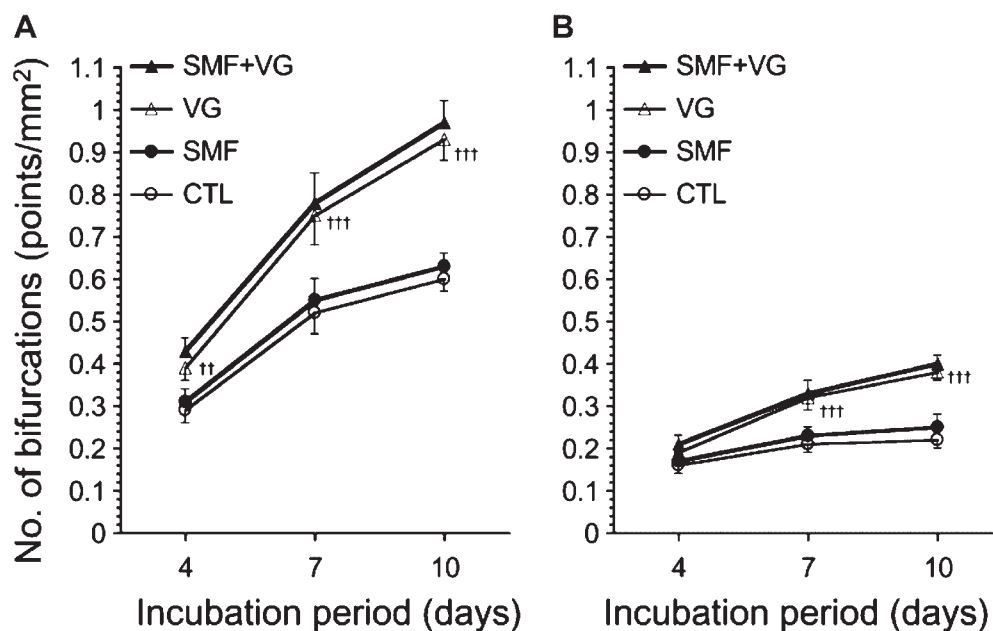 A
SMF+VG
VG
SMF
CTL
No. of bifurcations (points/mm²)
1.1
1
0.9
0.8
0.7
0.6
0.5
0.4
0.3
0.2
0.1
0
††
†††
†††
4 7 10
Incubation period (days)
B
SMF+VG
VG
SMF
CTL
1.1
1
0.9
0.8
0.7
0.6
0.5
0.4
0.3
0.2
0.1
0
†††
†††
4 7 10
Incubation period (days)